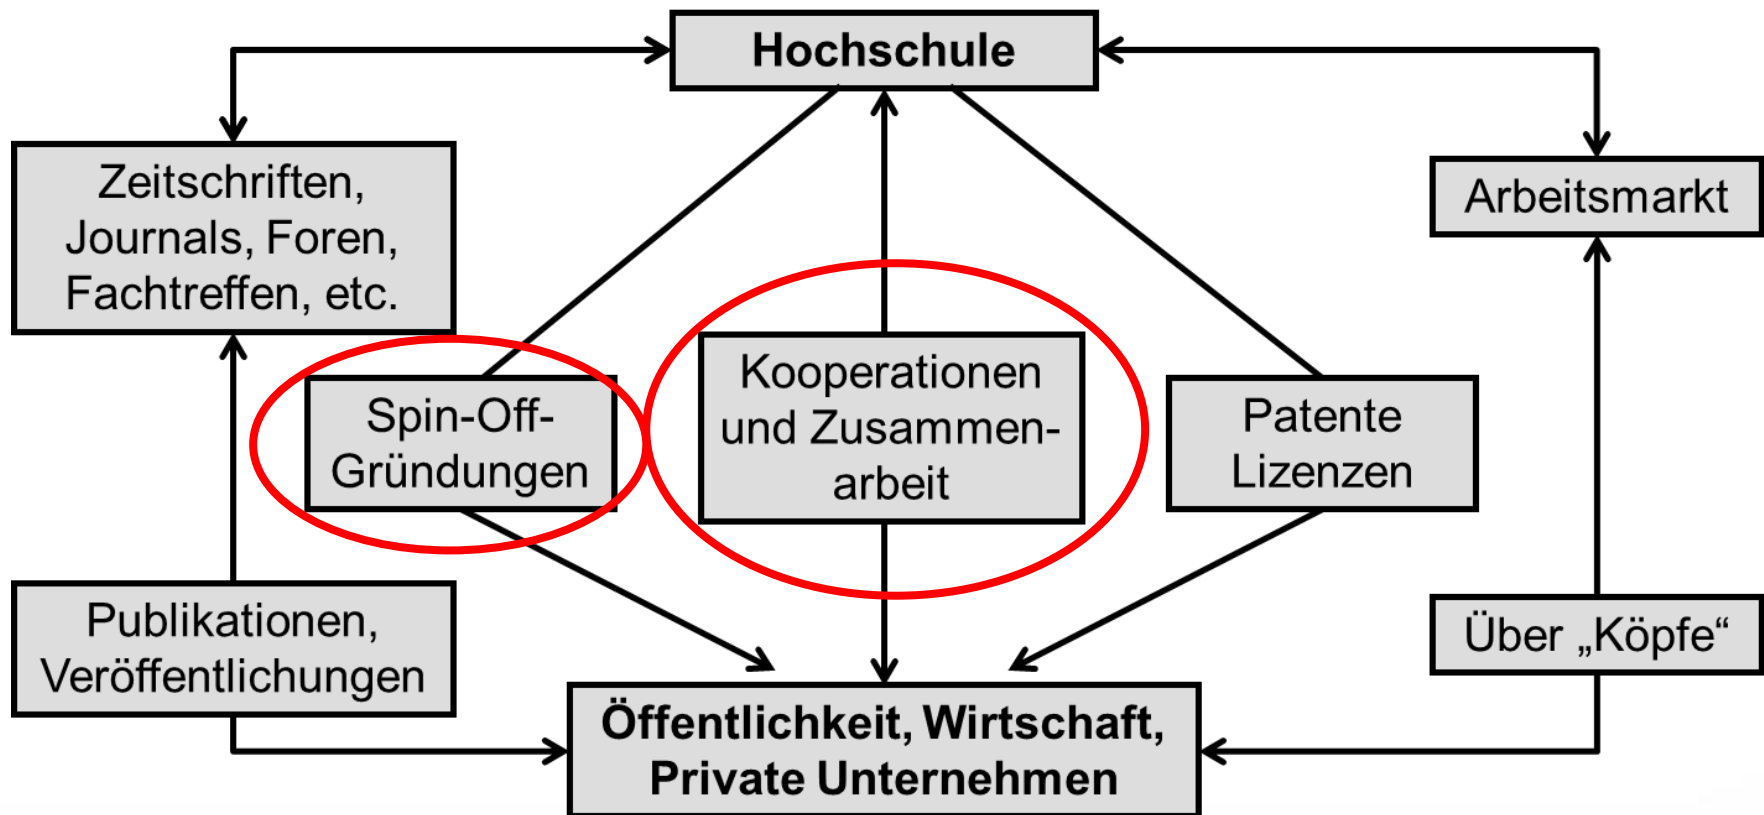 Hochschule
Zeitschriften,
Journals, Foren,
Fachtreffen, etc.
Arbeitsmarkt
Spin-Off-
Gründungen
Kooperationen
und Zusammen-
arbeit
Patente
Lizenzen
Publikationen,
Veröffentlichungen
Über „Köpfe“
Öffentlichkeit, Wirtschaft,
Private Unternehmen